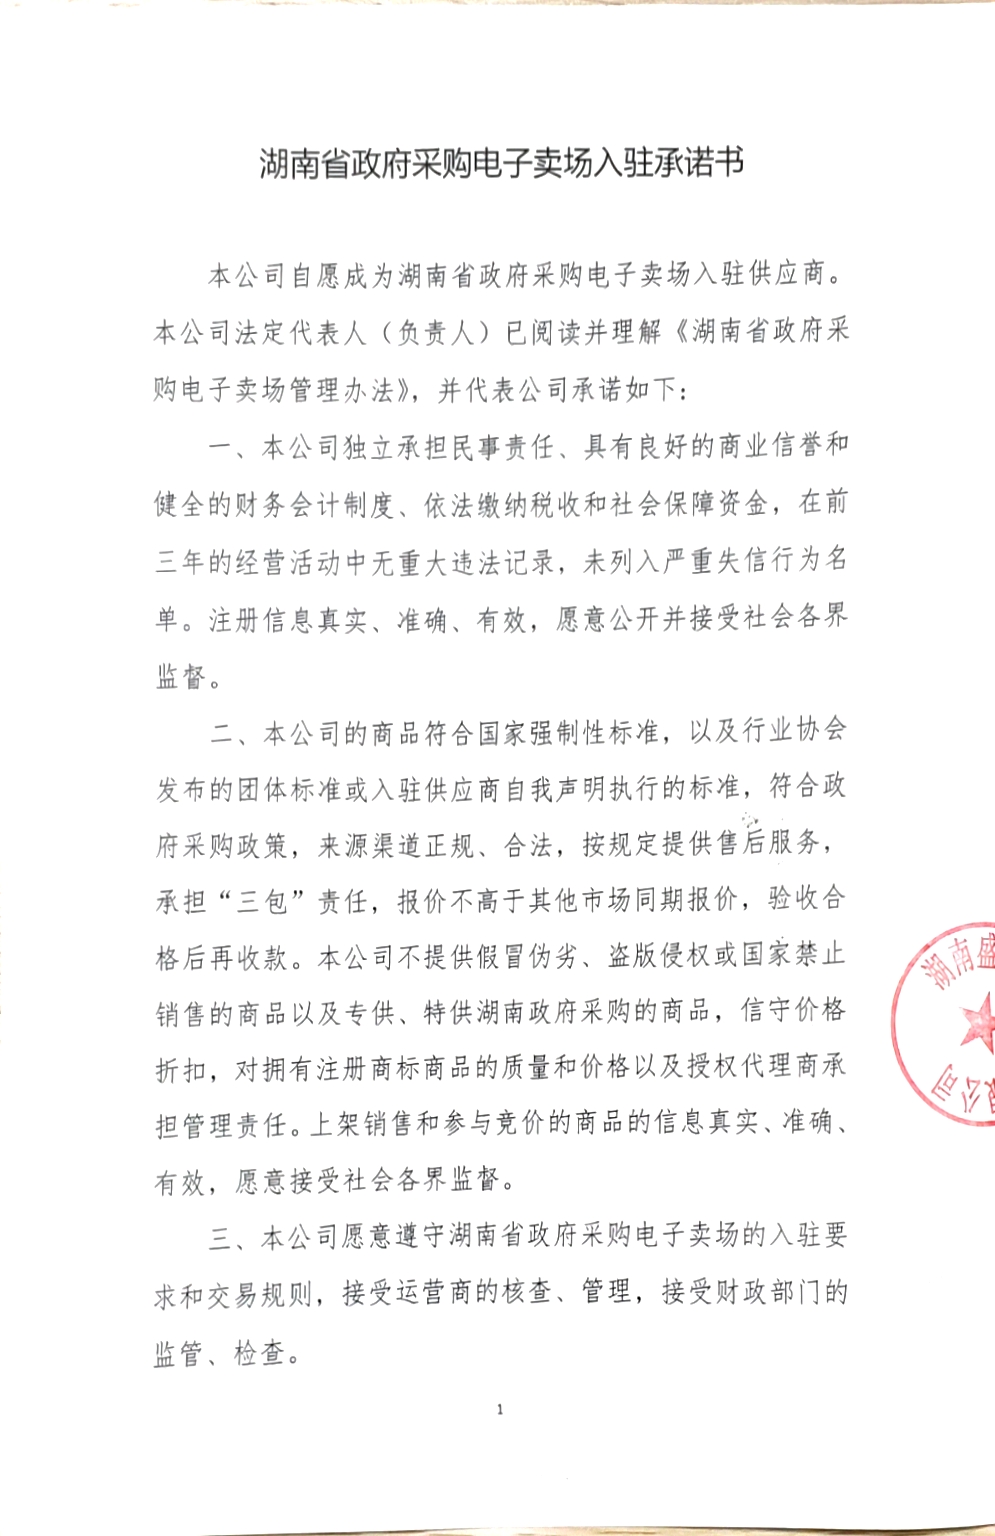 湖南省政府采购电子卖场入驻承诺书
本公司自愿成为湖南省政府采购电子卖场入驻供应商。
本公司法定代表人（负责人）已阅读并理解《湖南省政府采
购电子卖场管理办法》，并代表公司承诺如下：
一、本公司独立承担民事责任、具有良好的商业信誉和
健全的财务会计制度、依法缴纳税收和社会保障资金，在前
三年的经营活动中无重大违法记录，未列入严重失信行为名
单。注册信息真实、准确、有效，愿意公开并接受社会各界
监督。
二、本公司的商品符合国家强制性标准，以及行业协会
发布的团体标准或入驻供应商自我声明执行的标准，符合政
府采购政策，来源渠道正规、合法，按规定提供售后服务，
承担“三包”责任，报价不高于其他市场同期报价，验收合
格后再收款。本公司不提供假冒伪劣、盗版侵权或国家禁止
销售的商品以及专供、特供湖南政府采购的商品，信守价格
折扣，对拥有注册商标商品的质量和价格以及授权代理商承
担管理责任。上架销售和参与竞价的商品的信息真实、准确、
有效，愿意接受社会各界监督。
三、本公司愿意遵守湖南省政府采购电子卖场的入驻要
求和交易规则，接受运营商的核查、管理，接受财政部门的
监管、检查。
1
湖南盛
限公司